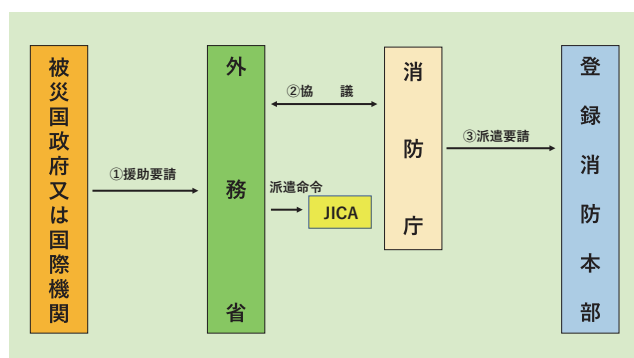 被災国政府又は国際機関
①援助要請
外務省
②協　議
派遣命令
JICA
消防庁
③派遣要請
登録消防本部